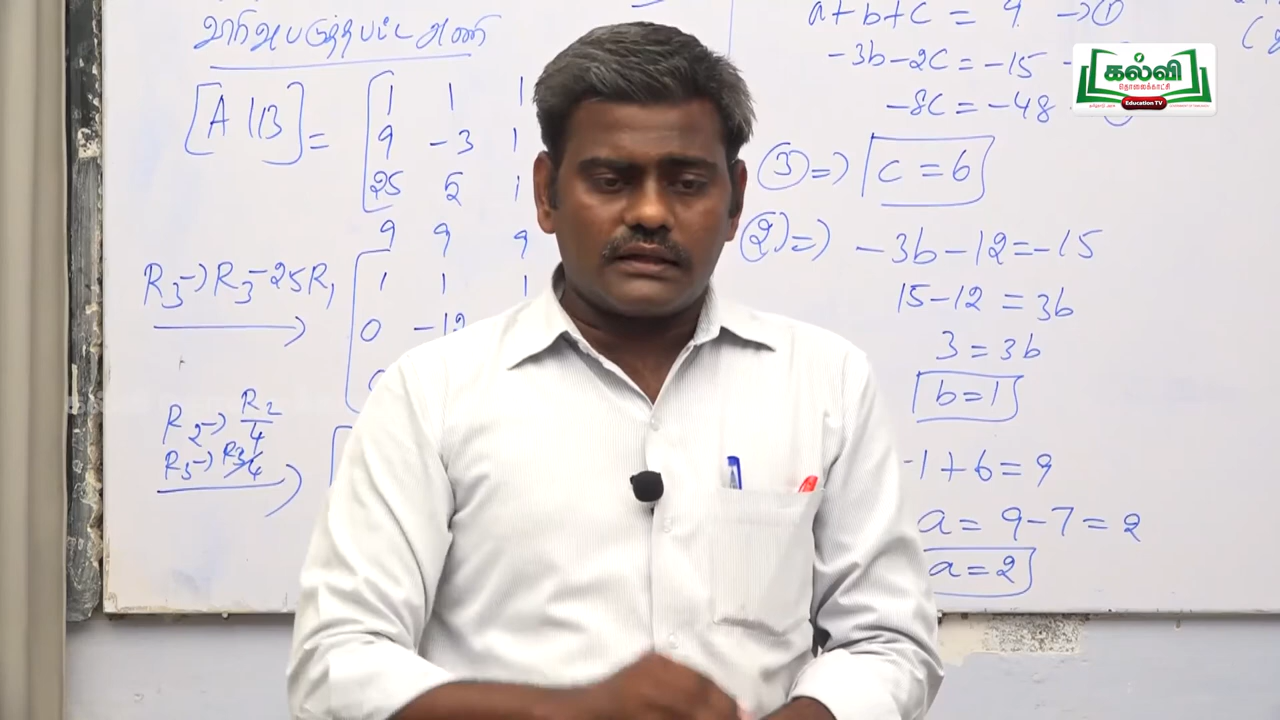 விரிவுபடுத்தப்பட்ட அணி
[A|B] =
1 1 1
9 -3 1
25 5 1
9 9 9
R₃→R₃-25R₁
1 1 1
0 -12
0
R₂→ R₂/4
R₃→ R₃/4
a+b+c = 9 →①
-3b-2c = -15 -
-8c = -48
③=) c = 6
②=) -3b-12=-15
15-12 = 3b
3 = 3b
b=1
-1+6=9
a = 9-7 = 2
a=2
கல்வி
தொலைக்காட்சி
Education TV